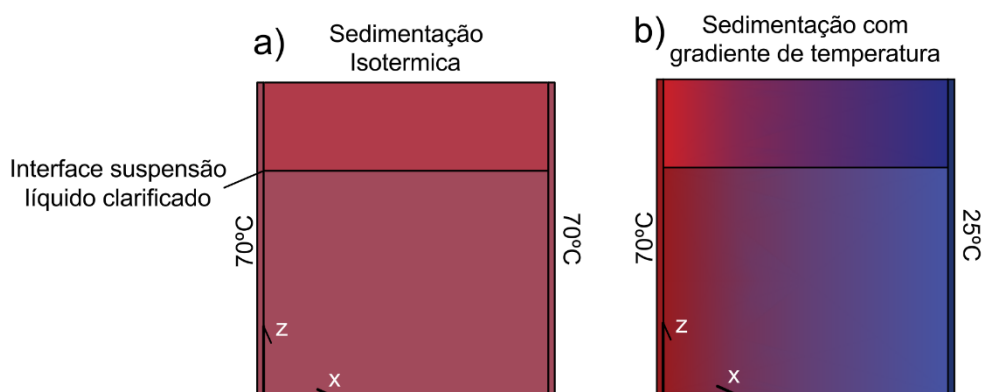 a)
Sedimentação
Isotermica
Interface suspensão
líquido clarificado
70ºC
70ºC
z
x
b)
Sedimentação com
gradiente de temperatura
70ºC
25ºC
z
x